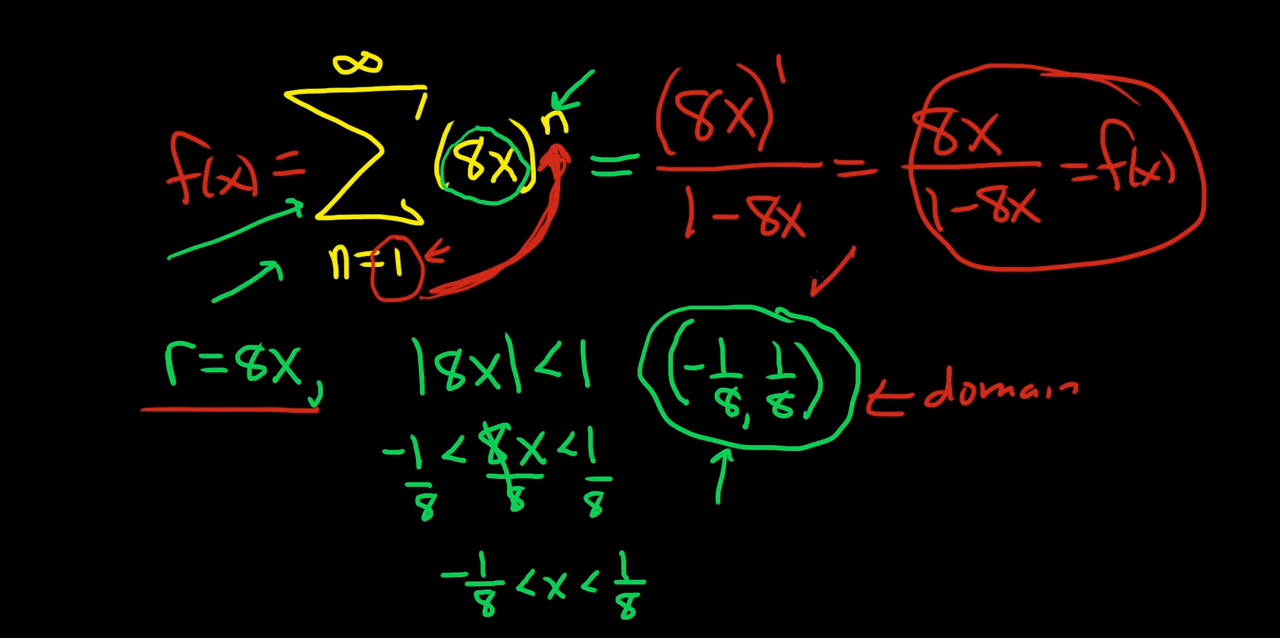 f(x) = ∞ Σ n=1 (8x)^n = (8x)^1 / 1-8x = 8x / 1-8x = f(x)
r=8x, |8x| < 1 (-1/8, 1/8) ← domain
-1/8 < 8x/8 < 1/8
-1/8 < x < 1/8